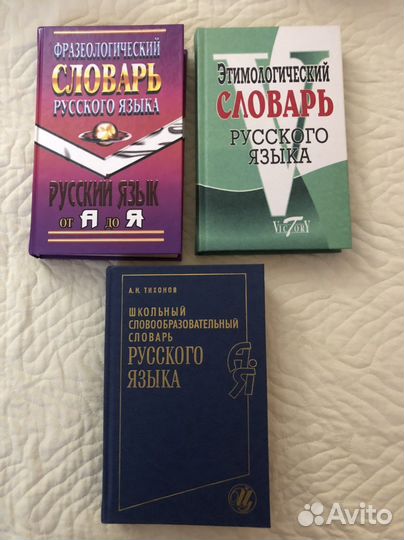 ФРАЗЕОЛОГИЧЕСКИЙ
СЛОВАРЬ
РУССКОГО ЯЗЫКА
РУССКИЙ ЯЗЫК
ОТ А ДО Я
Этимологический
СЛОВАРЬ
РУССКОГО
ЯЗЫКА
VICTORY
А.Н. ТИХОНОВ
ШКОЛЬНЫЙ
СЛОВООБРАЗОВАТЕЛЬНЫЙ
СЛОВАРЬ
РУССКОГО
ЯЗЫКА
А-Я
Avito